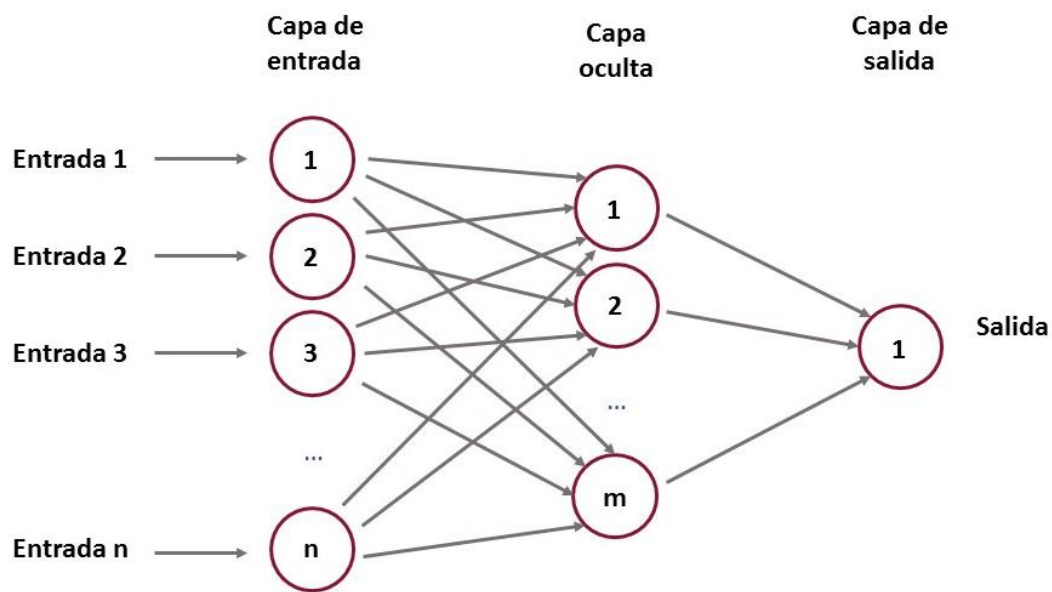 Capa de
entrada
Capa
oculta
Capa de
salida
Entrada 1
1
Entrada 2
2
Entrada 3
3
...
Entrada n
n
1
2
...
m
1
Salida